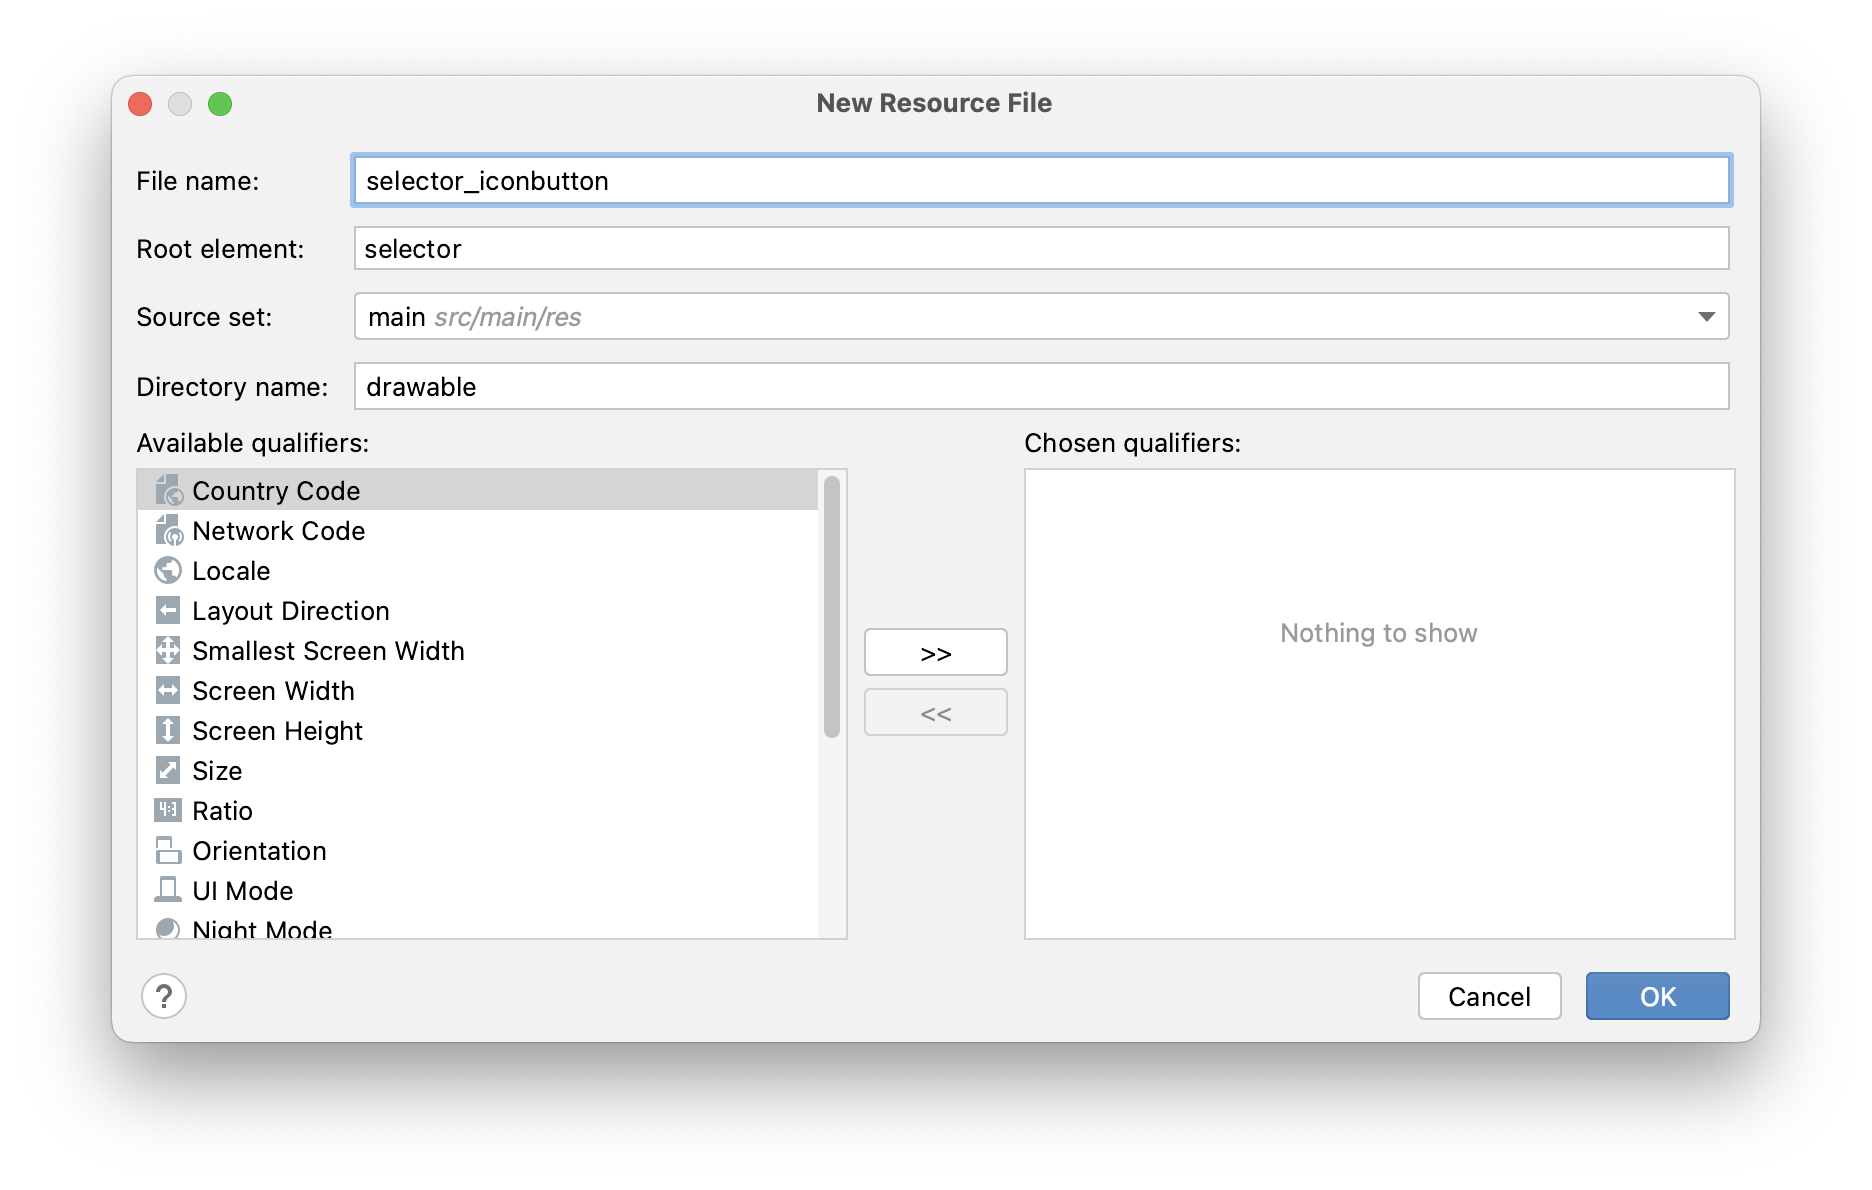 New Resource File
File name: selector_iconbutton
Root element: selector
Source set: main src/main/res
Directory name: drawable
Available qualifiers:
Country Code
Network Code
Locale
Layout Direction
Smallest Screen Width
Screen Width
Screen Height
Size
4:3 Ratio
Orientation
UI Mode
Night Mode
>>
<<
Chosen qualifiers:
Nothing to show
?
Cancel
OK